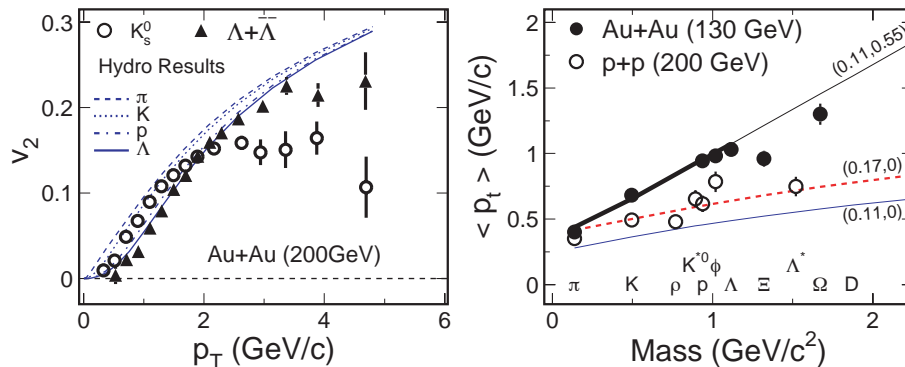 0.3
0.2
0.1
0
v₂
K⁰ₛ
Λ+Λ̅
Hydro Results
π
K
p
Λ
Au+Au (200GeV)
0 2 4 6
p_T (GeV/c)
2
1.5
1
0.5
0
< p_t > (GeV/c)
Au+Au (130 GeV)
p+p (200 GeV)
(0.11,0.55)
(0.17,0)
(0.11,0)
K*⁰ϕ Λ*
π K ρ p Λ Ξ Ω D
0 1 2
Mass (GeV/c²)